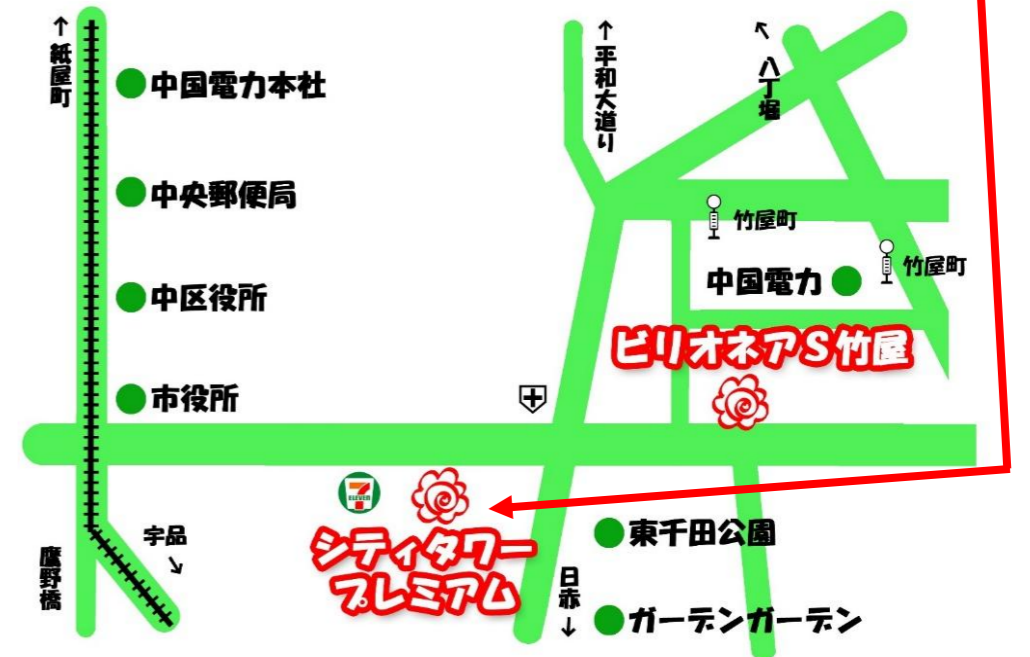 ↑紙屋町
中国電力本社
中央郵便局
中区役所
市役所
↑平和大道り
↑八丁堀
竹屋町
竹屋町
中国電力
ビリオネアS竹屋
7
ELEVEN
シティタワー
プレミアム
宇品
↓
鷹野橋
東千田公園
日赤↓
ガーデンガーデン